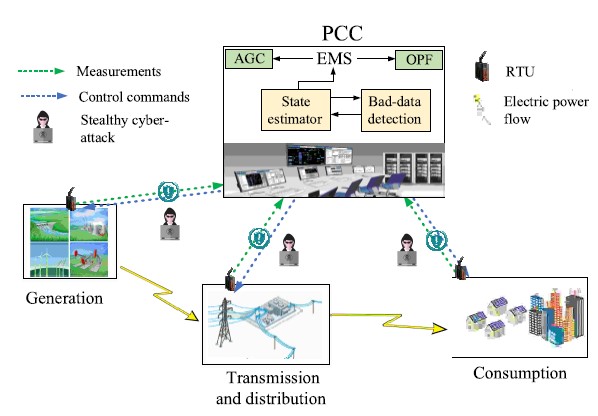 PCC
AGC
EMS
OPF
State
estimator
Bad-data
detection
Measurements
Control commands
Stealthy cyber-
attack
RTU
Electric power
flow
Generation
Transmission
and distribution
Consumption